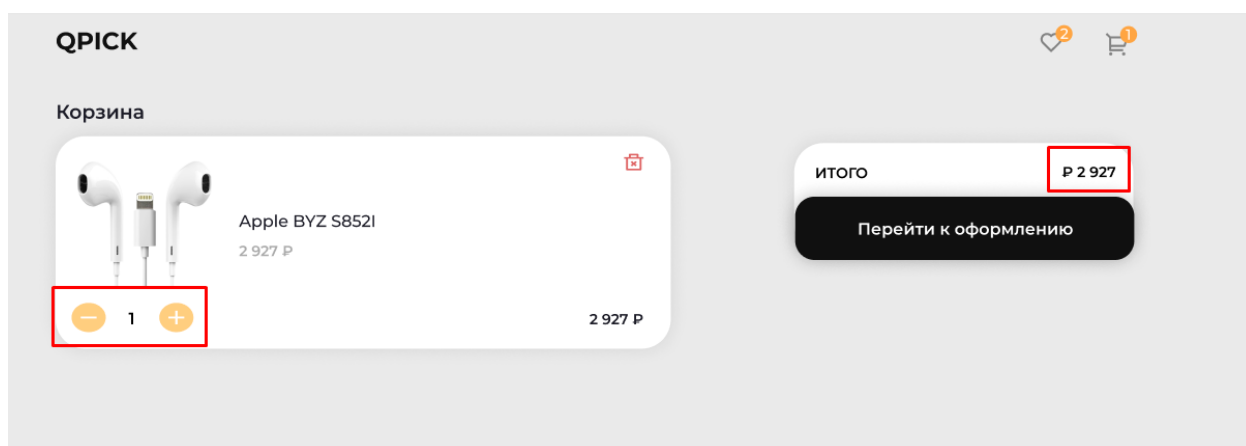 QPICK
2
1
Корзина
Apple BYZ S852I
2 927 ₽
1
2 927 ₽
ИТОГО
₽ 2 927
Перейти к оформлению